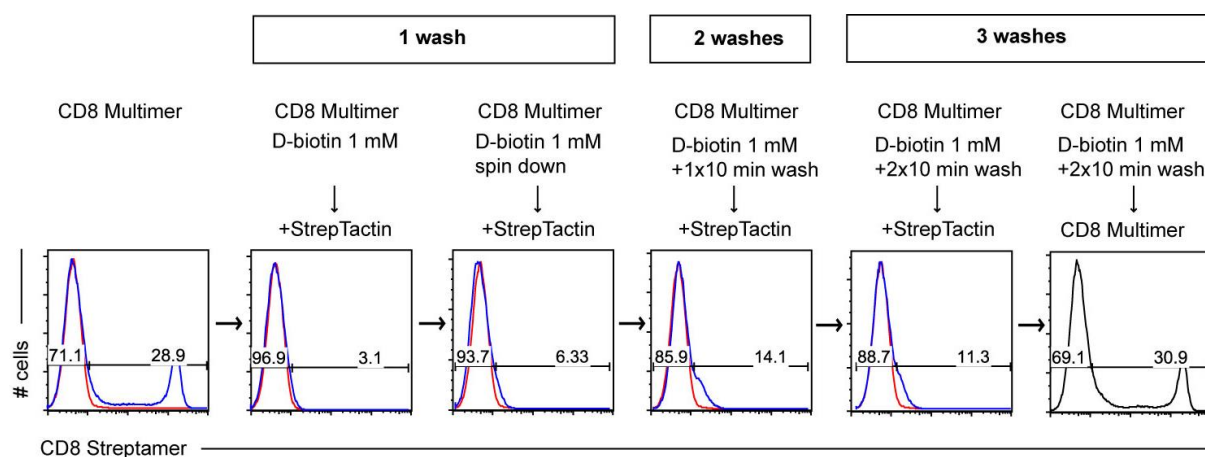 1 wash
2 washes
3 washes
CD8 Multimer
CD8 Multimer
D-biotin 1 mM
+StrepTactin
CD8 Multimer
D-biotin 1 mM
spin down
+StrepTactin
CD8 Multimer
D-biotin 1 mM
+1x10 min wash
+StrepTactin
CD8 Multimer
D-biotin 1 mM
+2x10 min wash
+StrepTactin
CD8 Multimer
D-biotin 1 mM
+2x10 min wash
CD8 Multimer
# cells
71.1 28.9
96.9 3.1
93.7 6.33
85.9 14.1
88.7 11.3
69.1 30.9
CD8 Streptamer